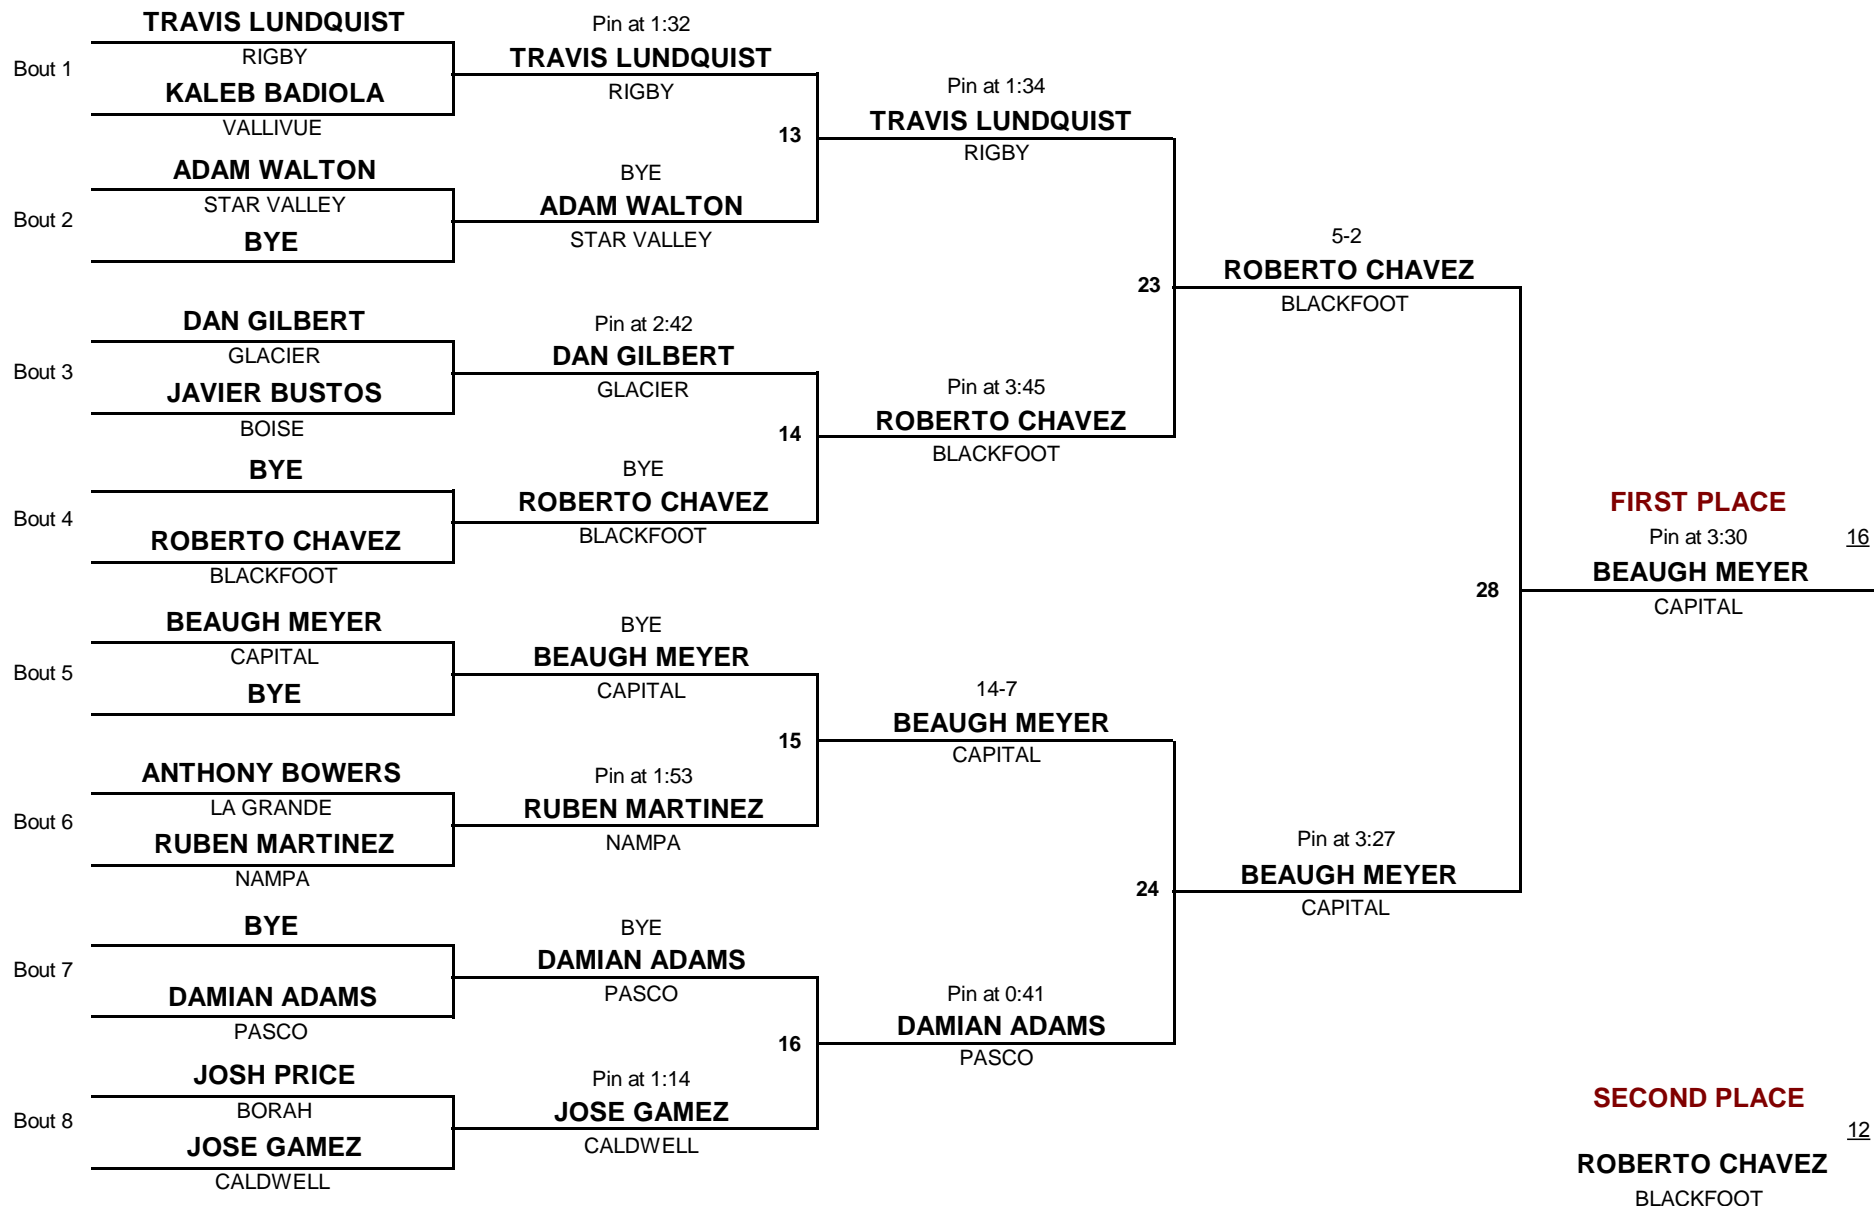 TRAVIS LUNDQUIST
Bout 1
RIGBY
KALEB BADIOLA
VALLIVUE
ADAM WALTON
Bout 2
STAR VALLEY
BYE
DAN GILBERT
Bout 3
GLACIER
JAVIER BUSTOS
BOISE
BYE
Bout 4
ROBERTO CHAVEZ
BLACKFOOT
BEAUGH MEYER
Bout 5
CAPITAL
BYE
ANTHONY BOWERS
Bout 6
LA GRANDE
RUBEN MARTINEZ
NAMPA
BYE
Bout 7
DAMIAN ADAMS
PASCO
JOSH PRICE
Bout 8
BORAH
JOSE GAMEZ
CALDWELL
Pin at 1:32
TRAVIS LUNDQUIST
RIGBY
13
BYE
ADAM WALTON
STAR VALLEY
Pin at 2:42
DAN GILBERT
GLACIER
14
BYE
ROBERTO CHAVEZ
BLACKFOOT
BYE
BEAUGH MEYER
CAPITAL
15
Pin at 1:53
RUBEN MARTINEZ
NAMPA
BYE
DAMIAN ADAMS
PASCO
16
Pin at 1:14
JOSE GAMEZ
CALDWELL
Pin at 1:34
TRAVIS LUNDQUIST
RIGBY
23
Pin at 3:45
ROBERTO CHAVEZ
BLACKFOOT
14-7
BEAUGH MEYER
CAPITAL
24
Pin at 0:41
DAMIAN ADAMS
PASCO
5-2
ROBERTO CHAVEZ
BLACKFOOT
28
Pin at 3:27
BEAUGH MEYER
CAPITAL
FIRST PLACE
Pin at 3:30
16
BEAUGH MEYER
CAPITAL
SECOND PLACE
12
ROBERTO CHAVEZ
BLACKFOOT